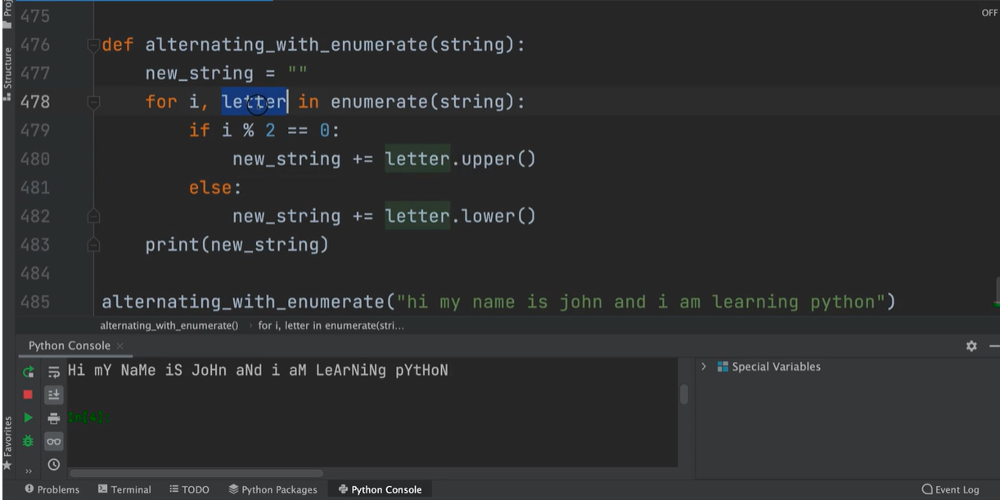 475
OFF
476 def alternating_with_enumerate(string):
477 new_string = ""
478 for i, letter in enumerate(string):
479 if i % 2 == 0:
480 new_string += letter.upper()
481 else:
482 new_string += letter.lower()
483 print(new_string)
484
485 alternating_with_enumerate("hi my name is john and i am learning python")
Structure
alternating_with_enumerate() › for i, letter in enumerate(stri...
Python Console ×
Hi mY NaMe iS JoHn aNd i aM LeArNiNg pYtHoN
Special Variables
Favorites
Problems Terminal TODO Python Packages Python Console Event Log